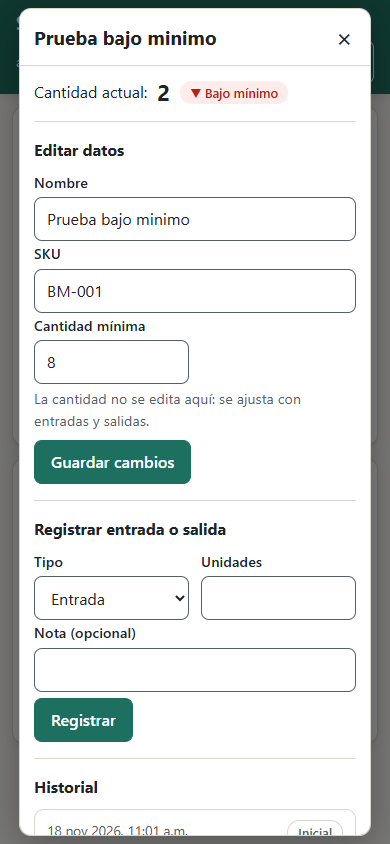 Prueba bajo minimo ×
Cantidad actual: 2 ▼ Bajo mínimo
Editar datos
Nombre
Prueba bajo minimo
SKU
BM-001
Cantidad mínima
8
La cantidad no se edita aquí: se ajusta con
entradas y salidas.
Guardar cambios
Registrar entrada o salida
Tipo Unidades
Entrada
Nota (opcional)
Registrar
Historial
18 nov 2026, 11:01 a.m. Inicial